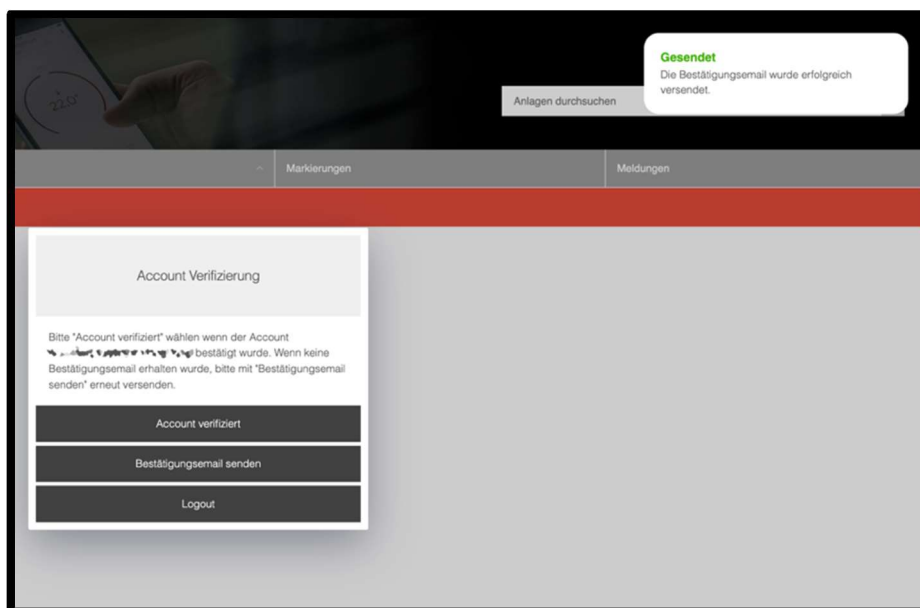 Gesendet
Die Bestätigungsemail wurde erfolgreich
versendet.
Anlagen durchsuchen
22.0°
Markierungen
Meldungen
Account Verifizierung
Bitte "Account verifiziert" wählen wenn der Account
bestätigt wurde. Wenn keine
Bestätigungsemail erhalten wurde, bitte mit "Bestätigungsemail
senden" erneut versenden.
Account verifiziert
Bestätigungsemail senden
Logout